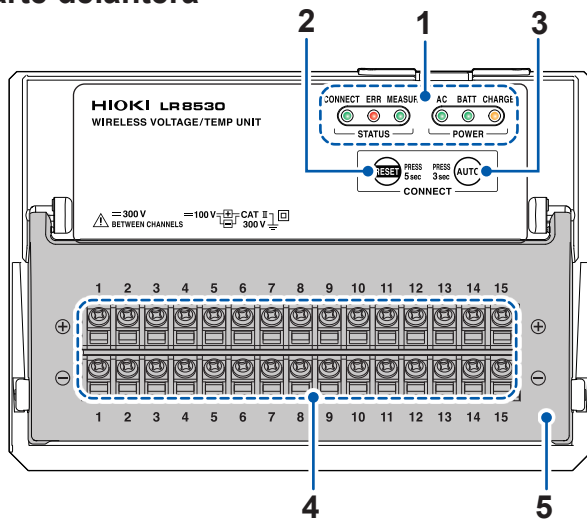 arte delantera
2 1 3
CONNECT ERR MEASUR AC BATT CHARGE
STATUS POWER
HIOKI LR8530
WIRELESS VOLTAGE/TEMP UNIT
RESET PRESS 5sec PRESS 3sec AUTO
CONNECT
⚠ ⎓300 V BETWEEN CHANNELS ⎓100 V + − CAT II 300 V
1 2 3 4 5 6 7 8 9 10 11 12 13 14 15
+ +
− −
1 2 3 4 5 6 7 8 9 10 11 12 13 14 15
4 5